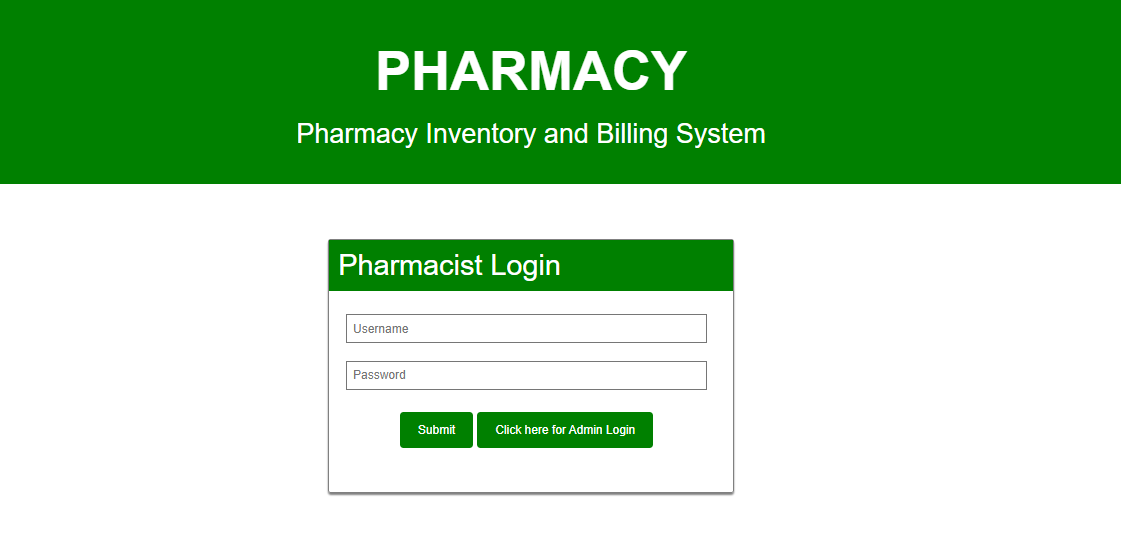 PHARMACY
Pharmacy Inventory and Billing System
Pharmacist Login
Username
Password
Submit Click here for Admin Login